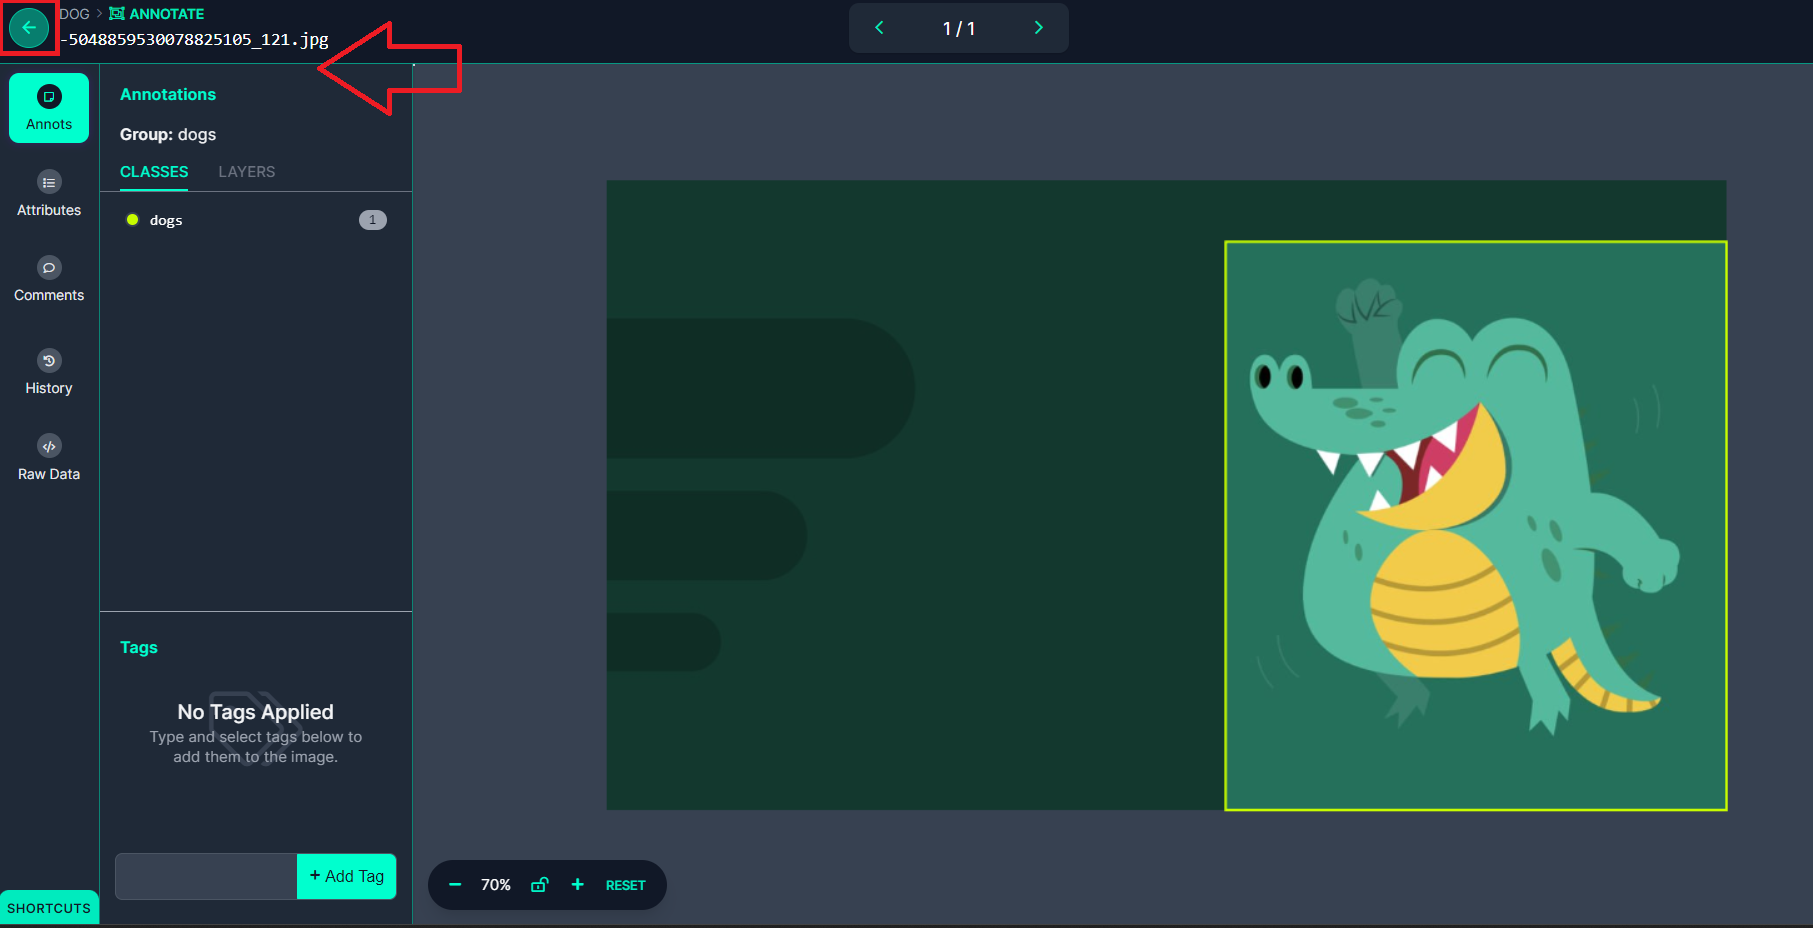 DOG > ANNOTATE
-5048859530078825105_121.jpg
1 / 1
Annots
Attributes
Comments
History
Raw Data
SHORTCUTS
Annotations
Group: dogs
CLASSES LAYERS
dogs 1
Tags
No Tags Applied
Type and select tags below to
add them to the image.
+ Add Tag
70% RESET